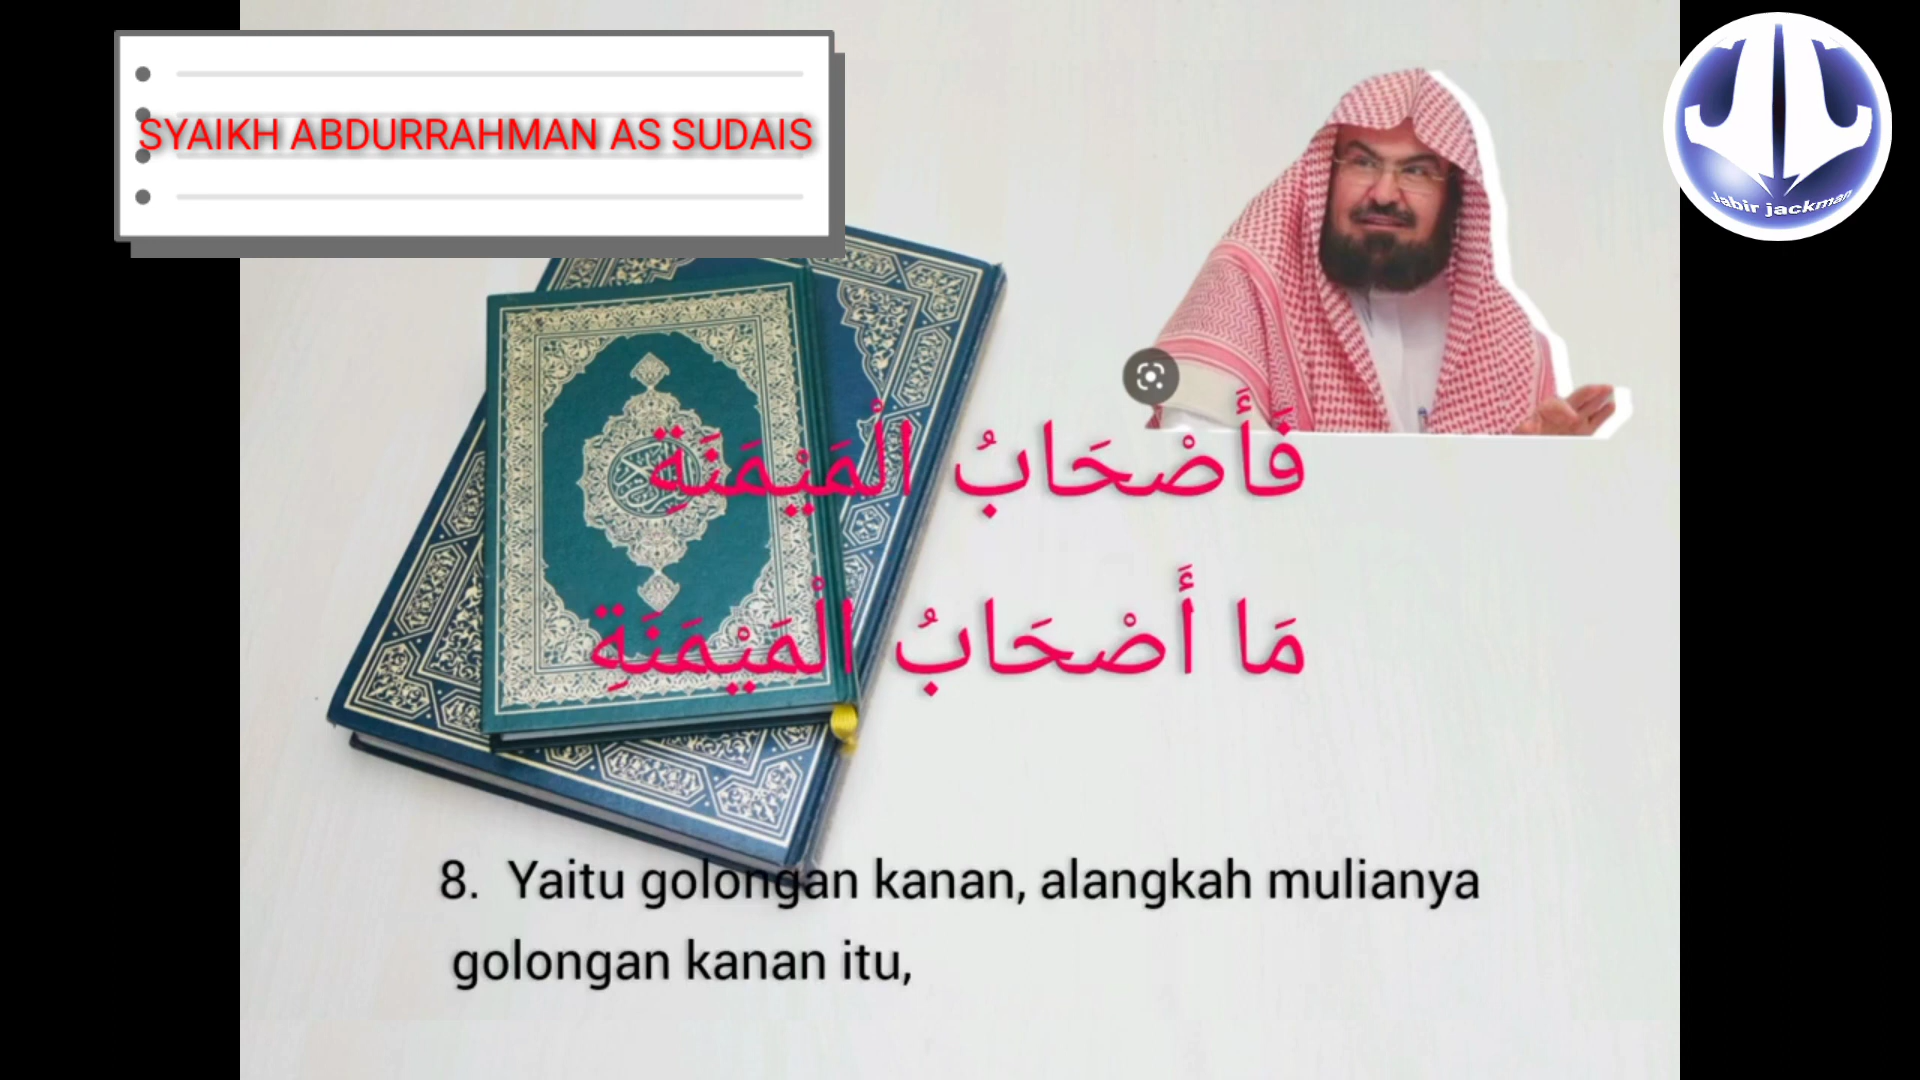 SYAIKH ABDURRAHMAN AS SUDAIS
Jabir jackman
فَأَصْحَابُ الْمَيْمَنَةِ
مَا أَصْحَابُ الْمَيْمَنَةِ
8. Yaitu golongan kanan, alangkah mulianya
golongan kanan itu,